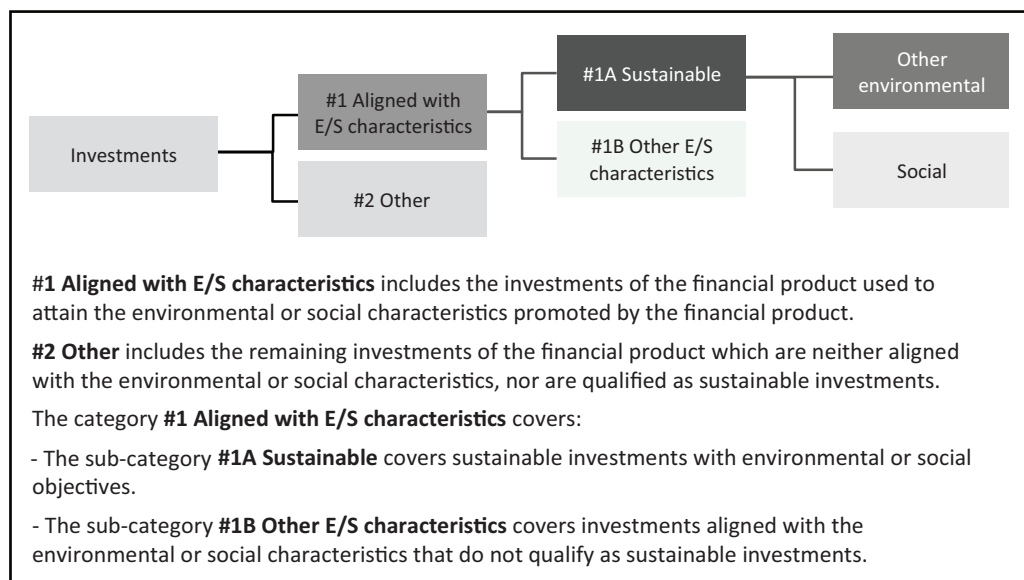 Investments
#1 Aligned with
E/S characteristics
#2 Other
#1A Sustainable
#1B Other E/S
characteristics
Other
environmental
Social
#1 Aligned with E/S characteristics includes the investments of the financial product used to
attain the environmental or social characteristics promoted by the financial product.
#2 Other includes the remaining investments of the financial product which are neither aligned
with the environmental or social characteristics, nor are qualified as sustainable investments.
The category #1 Aligned with E/S characteristics covers:
- The sub-category #1A Sustainable covers sustainable investments with environmental or social
objectives.
- The sub-category #1B Other E/S characteristics covers investments aligned with the
environmental or social characteristics that do not qualify as sustainable investments.